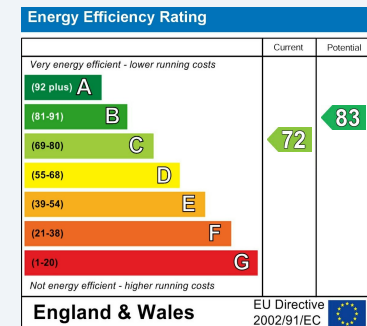 Energy Efficiency Rating
Current Potential
Very energy efficient - lower running costs
(92 plus) A
(81-91) B
83
(69-80) C
72
(55-68) D
(39-54) E
(21-38) F
(1-20) G
Not energy efficient - higher running costs
England & Wales
EU Directive
2002/91/EC